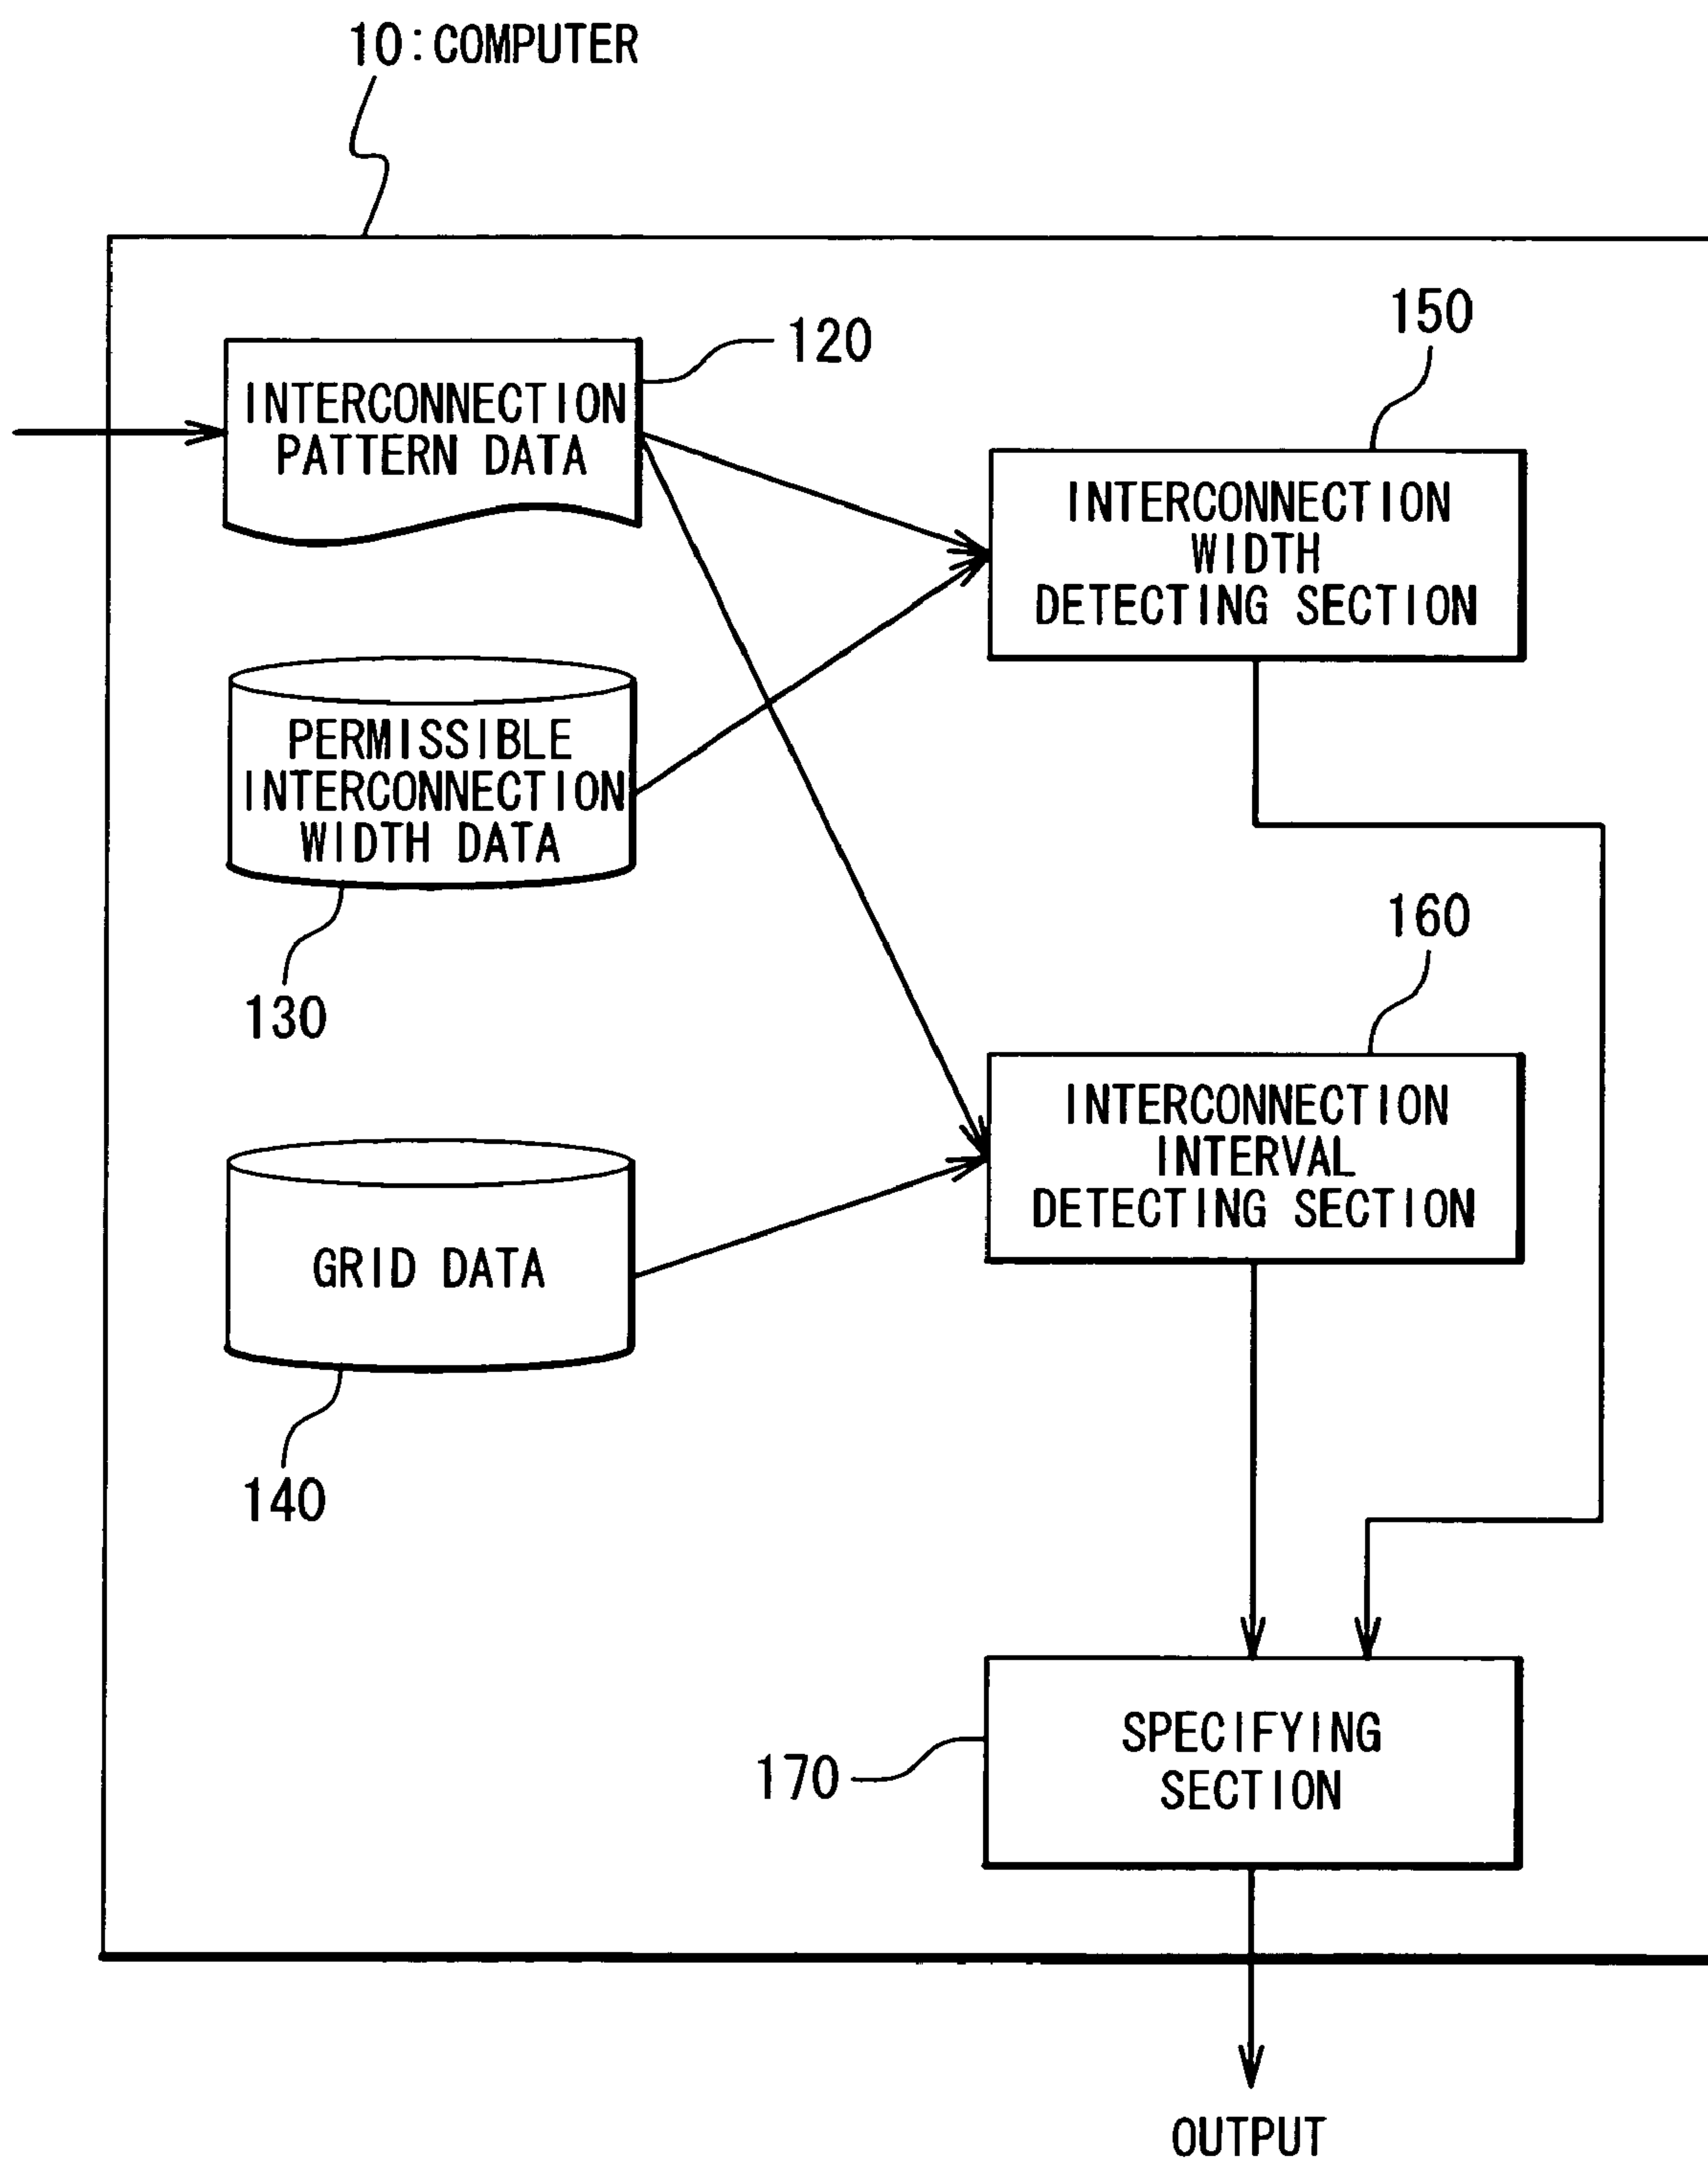 10:COMPUTER
120
INTERCONNECTION
PATTERN DATA
150
INTERCONNECTION
WIDTH
DETECTING SECTION
PERMISSIBLE
INTERCONNECTION
WIDTH DATA
130
160
INTERCONNECTION
INTERVAL
DETECTING SECTION
GRID DATA
140
170
SPECIFYING
SECTION
OUTPUT